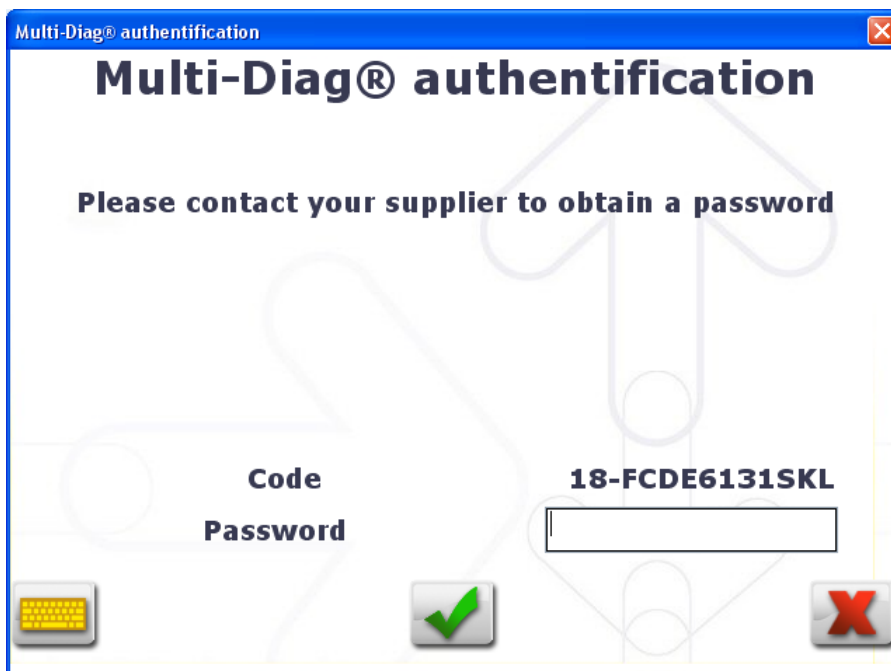 Multi-Diag® authentification
Multi-Diag® authentification
Please contact your supplier to obtain a password
Code 18-FCDE6131SKL
Password